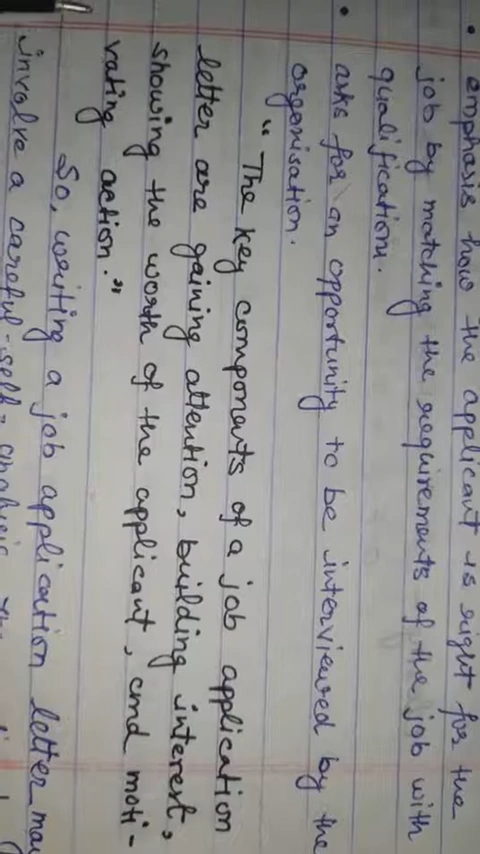 • emphasis how the applicant is right for the
job by matching the requirements of the job with
qualification.
• asks for an opportunity to be interviewed by the
organisation.
"The key components of a job application
letter are gaining attention, building interest,
showing the worth of the applicant, and moti-
vating action."
So, writing a job application letter may
involve a careful-self-analysis